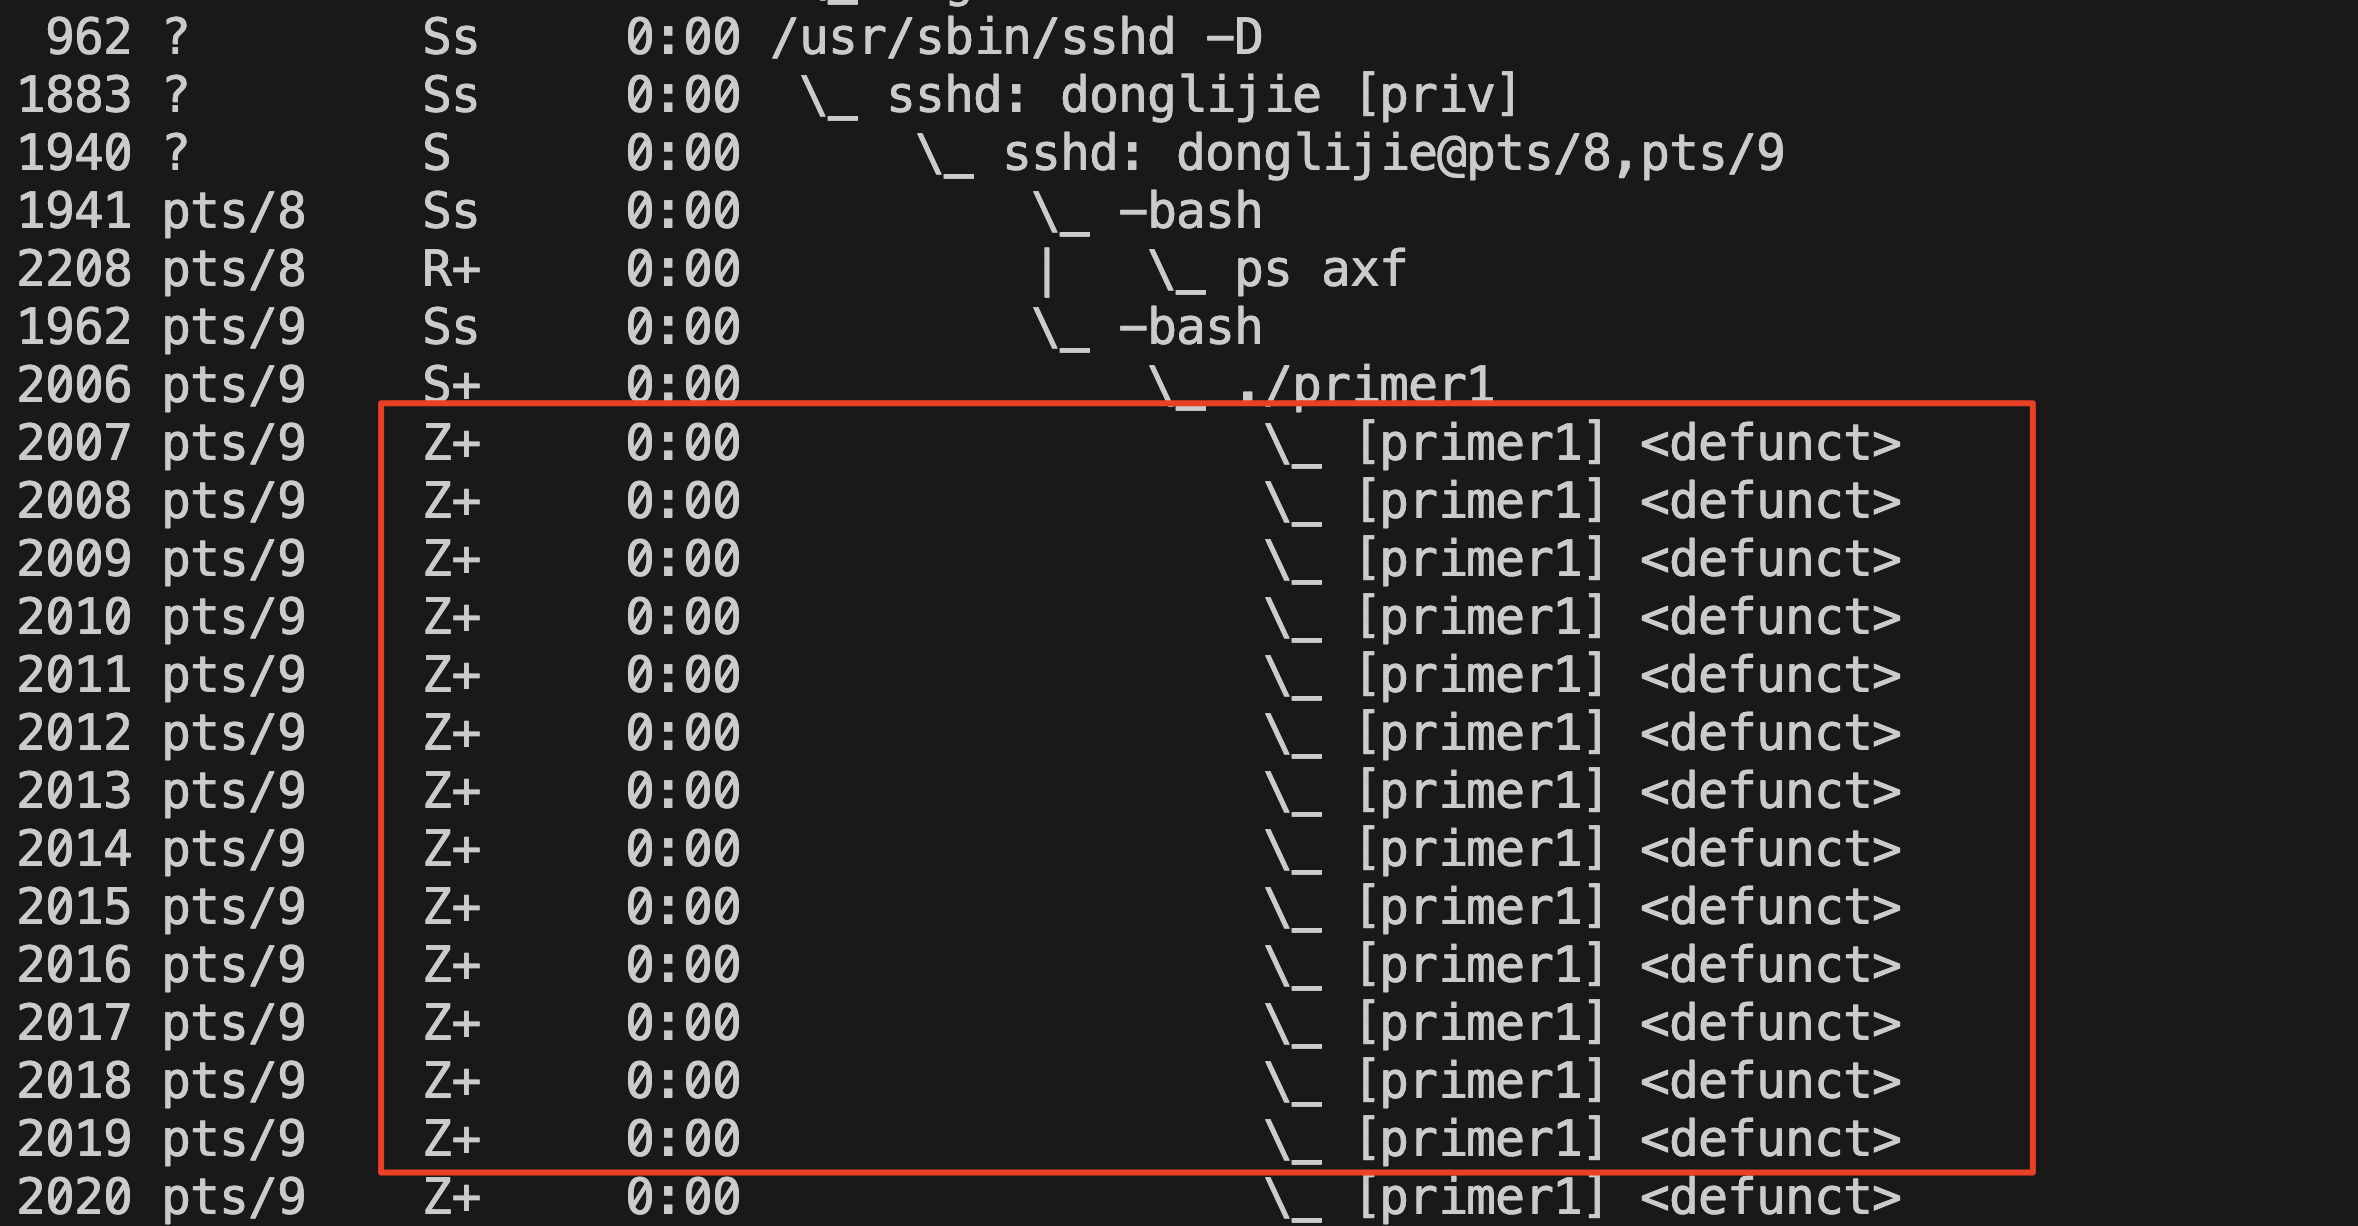 962 ? Ss 0:00 /usr/sbin/sshd -D
1883 ? Ss 0:00 \_ sshd: donglijie [priv]
1940 ? S 0:00 \_ sshd: donglijie@pts/8,pts/9
1941 pts/8 Ss 0:00 \_ -bash
2208 pts/8 R+ 0:00 | \_ ps axf
1962 pts/9 Ss 0:00 \_ -bash
2006 pts/9 S+ 0:00 \_ ./primer1
2007 pts/9 Z+ 0:00 \_ [primer1] <defunct>
2008 pts/9 Z+ 0:00 \_ [primer1] <defunct>
2009 pts/9 Z+ 0:00 \_ [primer1] <defunct>
2010 pts/9 Z+ 0:00 \_ [primer1] <defunct>
2011 pts/9 Z+ 0:00 \_ [primer1] <defunct>
2012 pts/9 Z+ 0:00 \_ [primer1] <defunct>
2013 pts/9 Z+ 0:00 \_ [primer1] <defunct>
2014 pts/9 Z+ 0:00 \_ [primer1] <defunct>
2015 pts/9 Z+ 0:00 \_ [primer1] <defunct>
2016 pts/9 Z+ 0:00 \_ [primer1] <defunct>
2017 pts/9 Z+ 0:00 \_ [primer1] <defunct>
2018 pts/9 Z+ 0:00 \_ [primer1] <defunct>
2019 pts/9 Z+ 0:00 \_ [primer1] <defunct>
2020 pts/9 Z+ 0:00 \_ [primer1] <defunct>